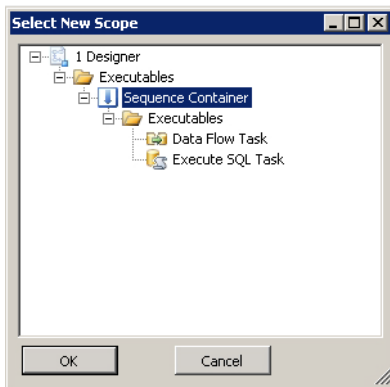 Select New Scope
1 Designer
Executables
Sequence Container
Executables
Data Flow Task
Execute SQL Task
OK
Cancel